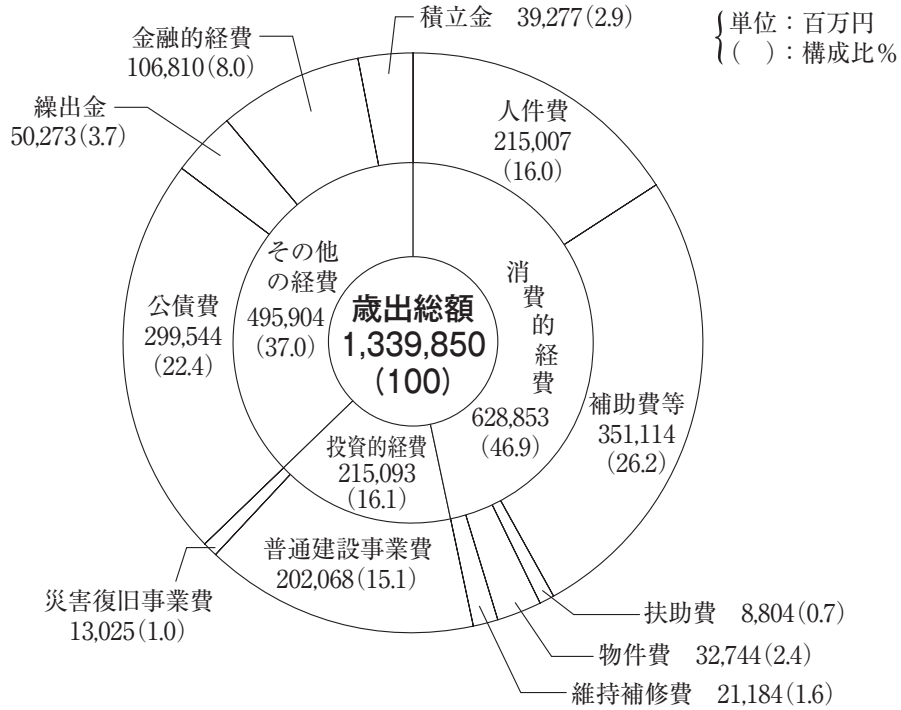 積立金 39,277(2.9)
単位：百万円
(　)：構成比%
金融的経費
106,810(8.0)
繰出金
50,273(3.7)
人件費
215,007
(16.0)
その他
の経費
495,904
(37.0)
消費的経費
628,853
(46.9)
公債費
299,544
(22.4)
歳出総額
1,339,850
(100)
補助費等
351,114
(26.2)
投資的経費
215,093
(16.1)
普通建設事業費
202,068(15.1)
災害復旧事業費
13,025(1.0)
扶助費 8,804(0.7)
物件費 32,744(2.4)
維持補修費 21,184(1.6)